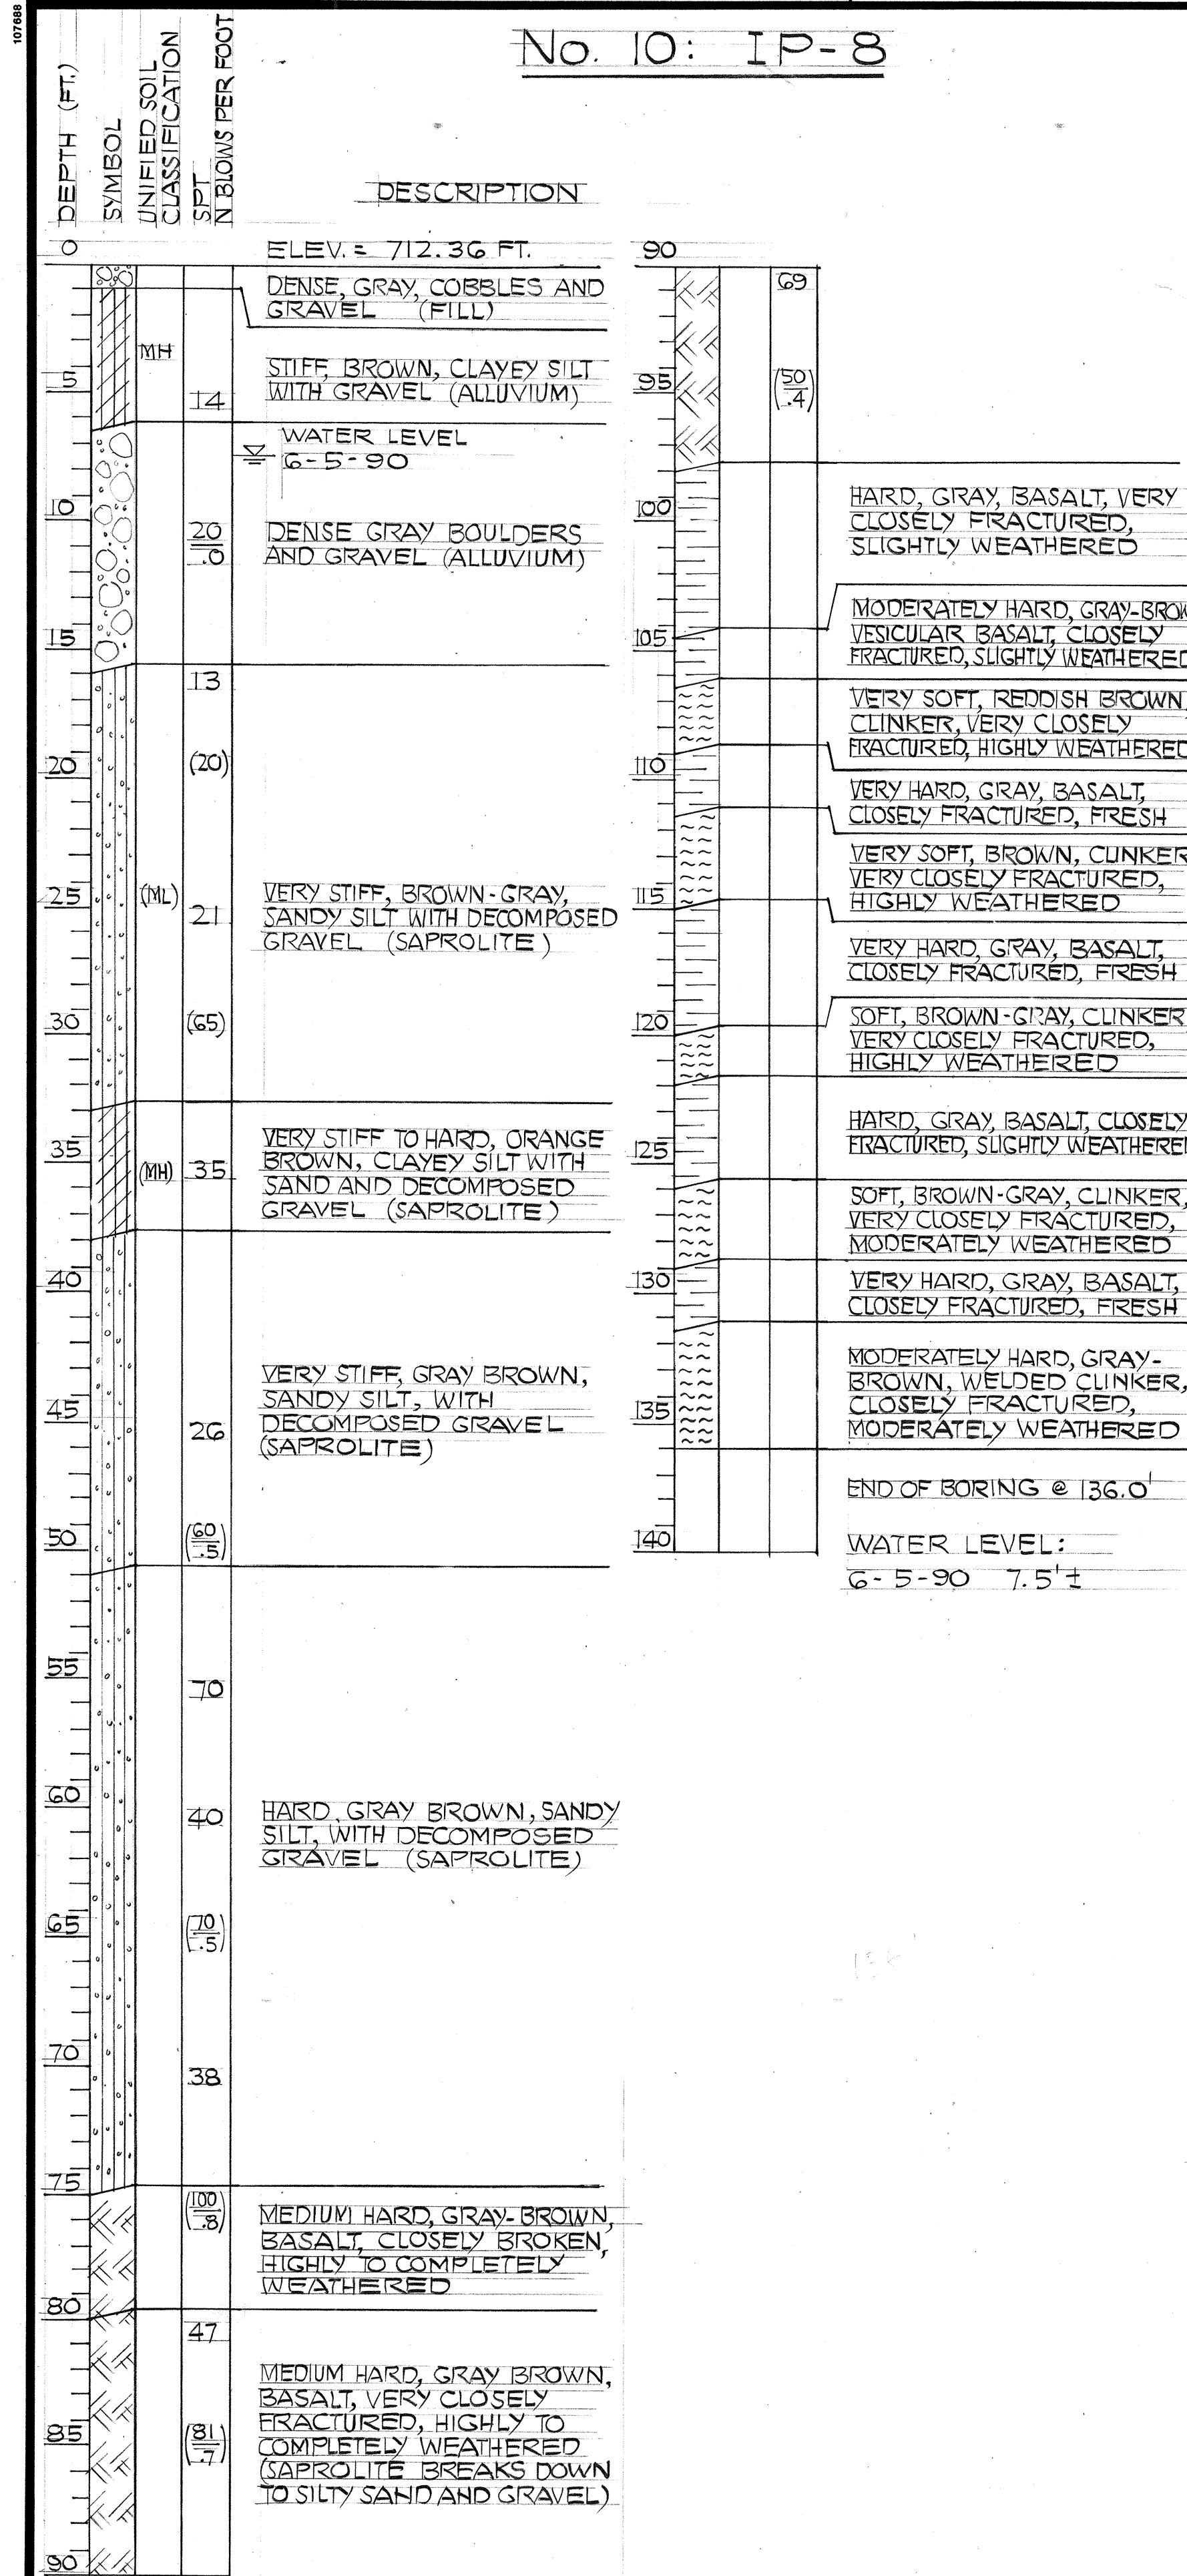 107688
No. 10: IP-8
DEPTH (FT.)
SYMBOL
UNIFIED SOIL
CLASSIFICATION
SPT
N BLOWS PER FOOT
DESCRIPTION
0
ELEV. = 712.36 FT.
DENSE, GRAY, COBBLES AND
GRAVEL (FILL)
MH
STIFF, BROWN, CLAYEY SILT
WITH GRAVEL (ALLUVIUM)
5
14
WATER LEVEL
6-5-90
10
20
.0
DENSE GRAY BOULDERS
AND GRAVEL (ALLUVIUM)
15
13
20
(20)
25
(ML)
21
VERY STIFF, BROWN-GRAY,
SANDY SILT WITH DECOMPOSED
GRAVEL (SAPROLITE)
30
(65)
35
(MH)
35
VERY STIFF TO HARD, ORANGE
BROWN, CLAYEY SILT WITH
SAND AND DECOMPOSED
GRAVEL (SAPROLITE)
40
45
26
VERY STIFF, GRAY BROWN,
SANDY SILT, WITH
DECOMPOSED GRAVEL
(SAPROLITE)
50
(60
.5)
55
70
60
40
HARD, GRAY BROWN, SANDY
SILT, WITH DECOMPOSED
GRAVEL (SAPROLITE)
65
(70
.5)
70
38
75
(100
.8)
MEDIUM HARD, GRAY-BROWN,
BASALT, CLOSELY BROKEN,
HIGHLY TO COMPLETELY
WEATHERED
80
47
MEDIUM HARD, GRAY BROWN,
BASALT, VERY CLOSELY
FRACTURED, HIGHLY TO
COMPLETELY WEATHERED
(SAPROLITE BREAKS DOWN
TO SILTY SAND AND GRAVEL)
85
(81
.7)
90
90
69
95
(50
.4)
100
HARD, GRAY, BASALT, VERY
CLOSELY FRACTURED,
SLIGHTLY WEATHERED
105
MODERATELY HARD, GRAY-BROW
VESICULAR BASALT, CLOSELY
FRACTURED, SLIGHTLY WEATHERED
VERY SOFT, REDDISH BROWN
CLINKER, VERY CLOSELY
FRACTURED, HIGHLY WEATHERED
110
VERY HARD, GRAY, BASALT,
CLOSELY FRACTURED, FRESH
VERY SOFT, BROWN, CLINKER
VERY CLOSELY FRACTURED,
HIGHLY WEATHERED
115
VERY HARD, GRAY, BASALT,
CLOSELY FRACTURED, FRESH
120
SOFT, BROWN-GRAY, CLINKER
VERY CLOSELY FRACTURED,
HIGHLY WEATHERED
125
HARD, GRAY, BASALT, CLOSELY
FRACTURED, SLIGHTLY WEATHERE
SOFT, BROWN-GRAY, CLINKER,
VERY CLOSELY FRACTURED,
MODERATELY WEATHERED
130
VERY HARD, GRAY, BASALT,
CLOSELY FRACTURED, FRESH
135
MODERATELY HARD, GRAY-
BROWN, WELDED CLINKER,
CLOSELY FRACTURED,
MODERATELY WEATHERED
END OF BORING @ 136.0'
140
WATER LEVEL:
6-5-90 7.5'±